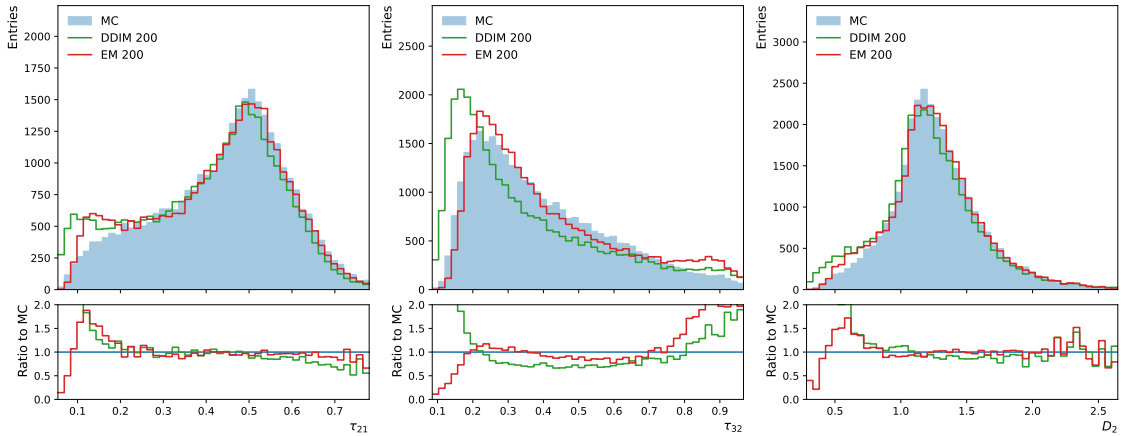 Entries
MC
DDIM 200
EM 200
2000
1750
1500
1250
1000
750
500
250
0
Ratio to MC
2.0
1.5
1.0
0.5
0.0
0.1 0.2 0.3 0.4 0.5 0.6 0.7
τ21
Entries
MC
DDIM 200
EM 200
2500
2000
1500
1000
500
0
Ratio to MC
2.0
1.5
1.0
0.5
0.0
0.1 0.2 0.3 0.4 0.5 0.6 0.7 0.8 0.9
τ32
Entries
MC
DDIM 200
EM 200
3000
2500
2000
1500
1000
500
0
Ratio to MC
2.0
1.5
1.0
0.5
0.0
0.5 1.0 1.5 2.0 2.5
D2